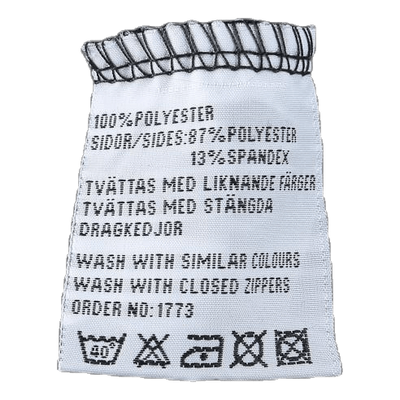 100%POLYESTER
SIDOR/SIDES:87%POLYESTER
13%SPANDEX
TVÄTTAS MED LIKNANDE FÄRGER
TVÄTTAS MED STÄNGDA
DRAGKEDJOR
WASH WITH SIMILAR COLOURS
WASH WITH CLOSED ZIPPERS
ORDER NO:1773
40°